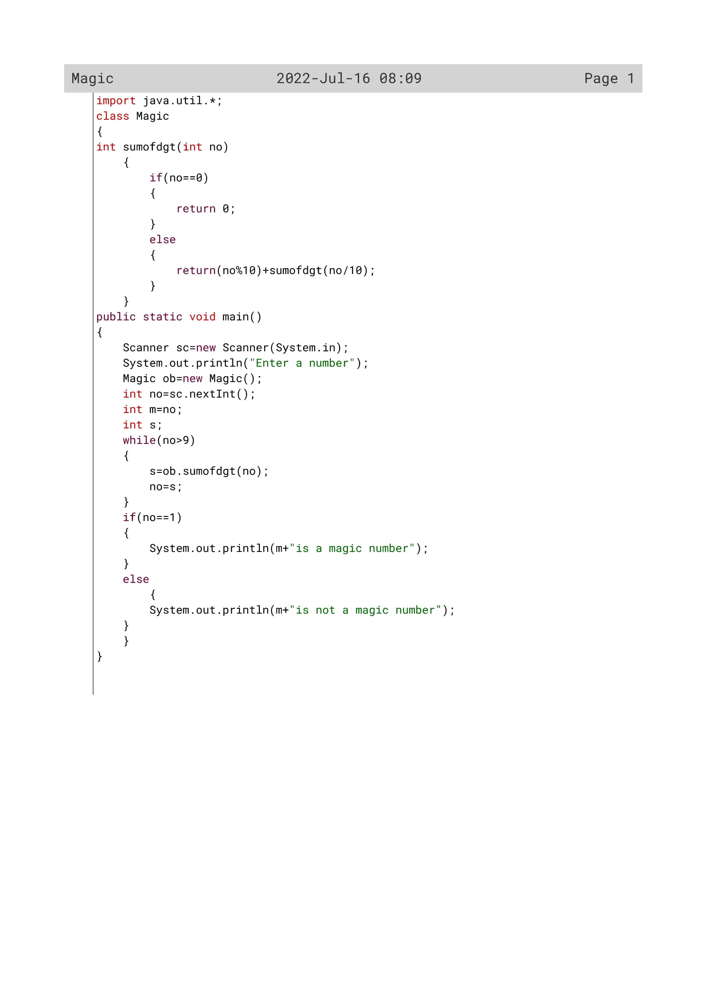 Magic 2022-Jul-16 08:09 Page 1
import java.util.*;
class Magic
{
int sumofdgt(int no)
    {
        if(no==0)
        {
            return 0;
        }
        else
        {
            return(no%10)+sumofdgt(no/10);
        }
    }
public static void main()
{
    Scanner sc=new Scanner(System.in);
    System.out.println("Enter a number");
    Magic ob=new Magic();
    int no=sc.nextInt();
    int m=no;
    int s;
    while(no>9)
    {
        s=ob.sumofdgt(no);
        no=s;
    }
    if(no==1)
    {
        System.out.println(m+"is a magic number");
    }
    else
        {
        System.out.println(m+"is not a magic number");
    }
    }
}